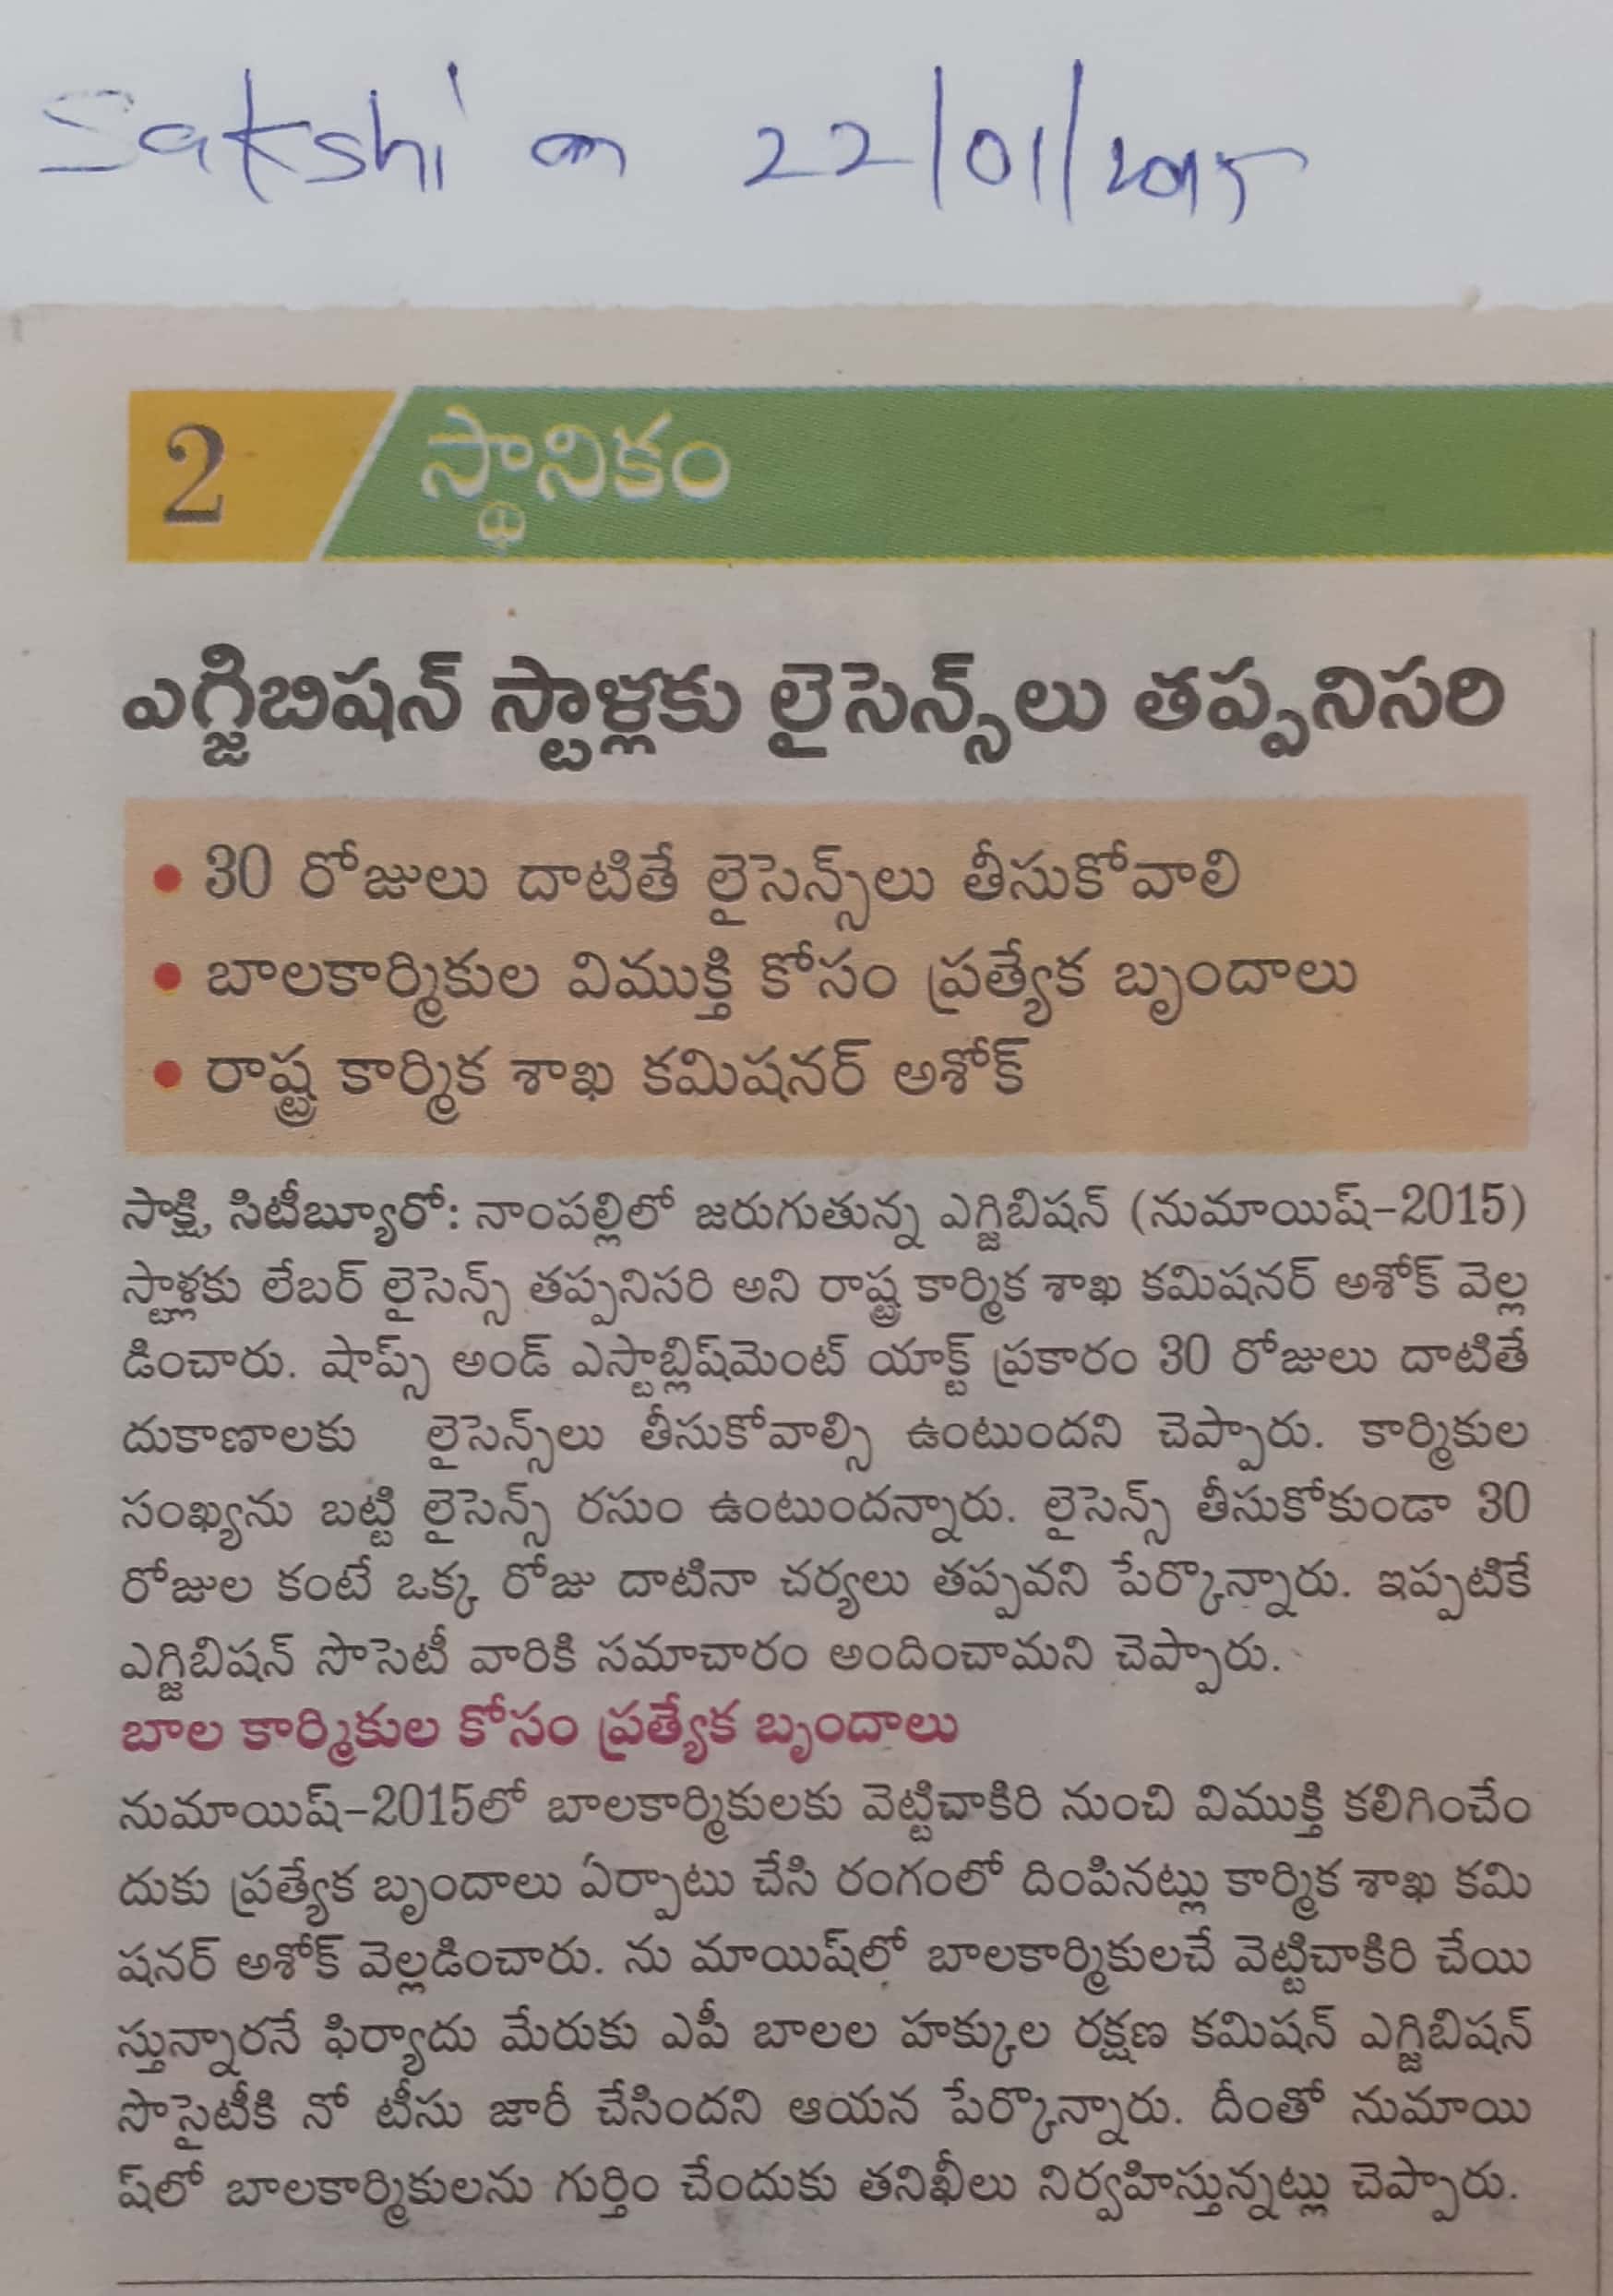 Sakshi on 22/01/2015
2 స్థానికం
ఎగ్జిబిషన్ స్టాళ్లకు లైసెన్స్‌లు తప్పనిసరి
• 30 రోజులు దాటితే లైసెన్స్‌లు తీసుకోవాలి
• బాలకార్మికుల విముక్తి కోసం ప్రత్యేక బృందాలు
• రాష్ట్ర కార్మిక శాఖ కమిషనర్ అశోక్
సాక్షి, సిటీబ్యూరో: నాంపల్లిలో జరుగుతున్న ఎగ్జిబిషన్ (నుమాయిష్-2015)
స్టాళ్లకు లేబర్ లైసెన్స్ తప్పనిసరి అని రాష్ట్ర కార్మిక శాఖ కమిషనర్ అశోక్ వెల్ల
డించారు. షాప్స్ అండ్ ఎస్టాబ్లిష్‌మెంట్ యాక్ట్ ప్రకారం 30 రోజులు దాటితే
దుకాణాలకు లైసెన్స్‌లు తీసుకోవాల్సి ఉంటుందని చెప్పారు. కార్మికుల
సంఖ్యను బట్టి లైసెన్స్ రసుం ఉంటుందన్నారు. లైసెన్స్ తీసుకోకుండా 30
రోజుల కంటే ఒక్క రోజు దాటినా చర్యలు తప్పవని పేర్కొన్నారు. ఇప్పటికే
ఎగ్జిబిషన్ సొసెటీ వారికి సమాచారం అందించామని చెప్పారు.
బాల కార్మికుల కోసం ప్రత్యేక బృందాలు
నుమాయిష్-2015లో బాలకార్మికులకు వెట్టిచాకిరి నుంచి విముక్తి కలిగించేం
దుకు ప్రత్యేక బృందాలు ఏర్పాటు చేసి రంగంలో దింపినట్లు కార్మిక శాఖ కమి
షనర్ అశోక్ వెల్లడించారు. ను మాయిష్‌లో బాలకార్మికులచే వెట్టిచాకిరి చేయి
స్తున్నారనే ఫిర్యాదు మేరుకు ఎపీ బాలల హక్కుల రక్షణ కమిషన్ ఎగ్జిబిషన్
సొసైటీకి నో టీసు జారీ చేసిందని ఆయన పేర్కొన్నారు. దీంతో నుమాయి
ష్‌లో బాలకార్మికులను గుర్తిం చేందుకు తనిఖీలు నిర్వహిస్తున్నట్లు చెప్పారు.